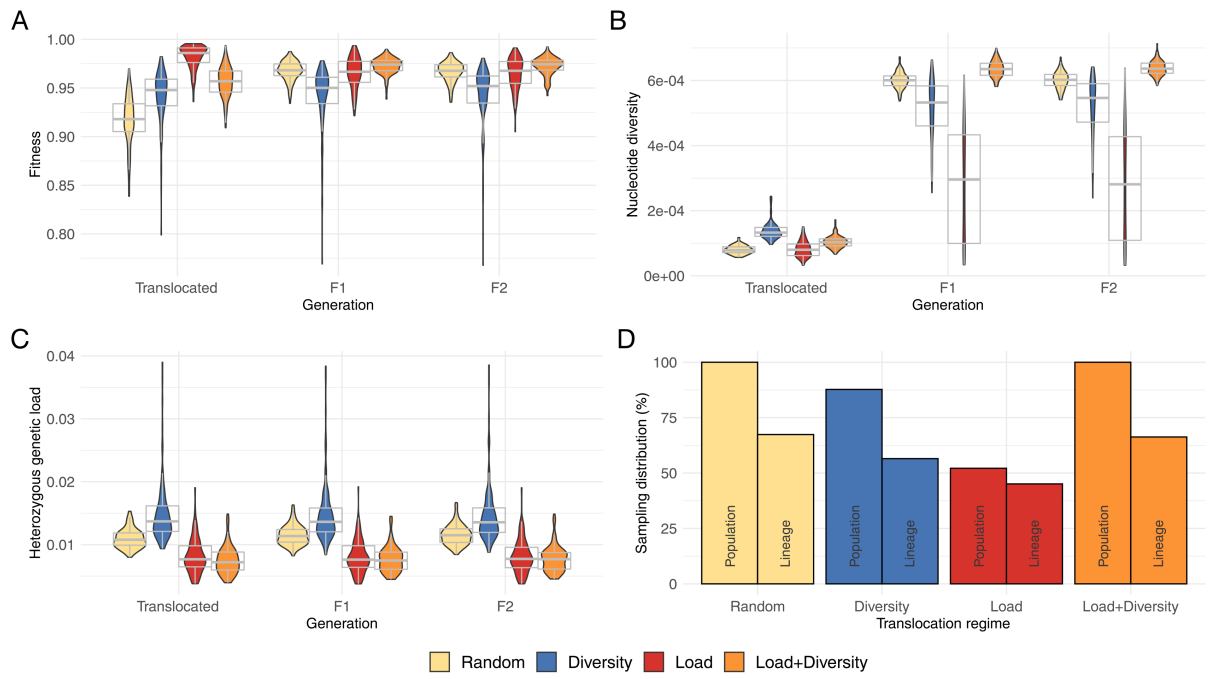 A
Fitness
1.00
0.95
0.90
0.85
0.80
Translocated F1 F2
Generation
B
Nucleotide diversity
6e-04
4e-04
2e-04
0e+00
Translocated F1 F2
Generation
C
Heterozygous genetic load
0.04
0.03
0.02
0.01
Translocated F1 F2
Generation
D
Sampling distribution (%)
100
75
50
25
0
Population Lineage Population Lineage Population Lineage Population Lineage
Random Diversity Load Load+Diversity
Translocation regime
Random Diversity Load Load+Diversity